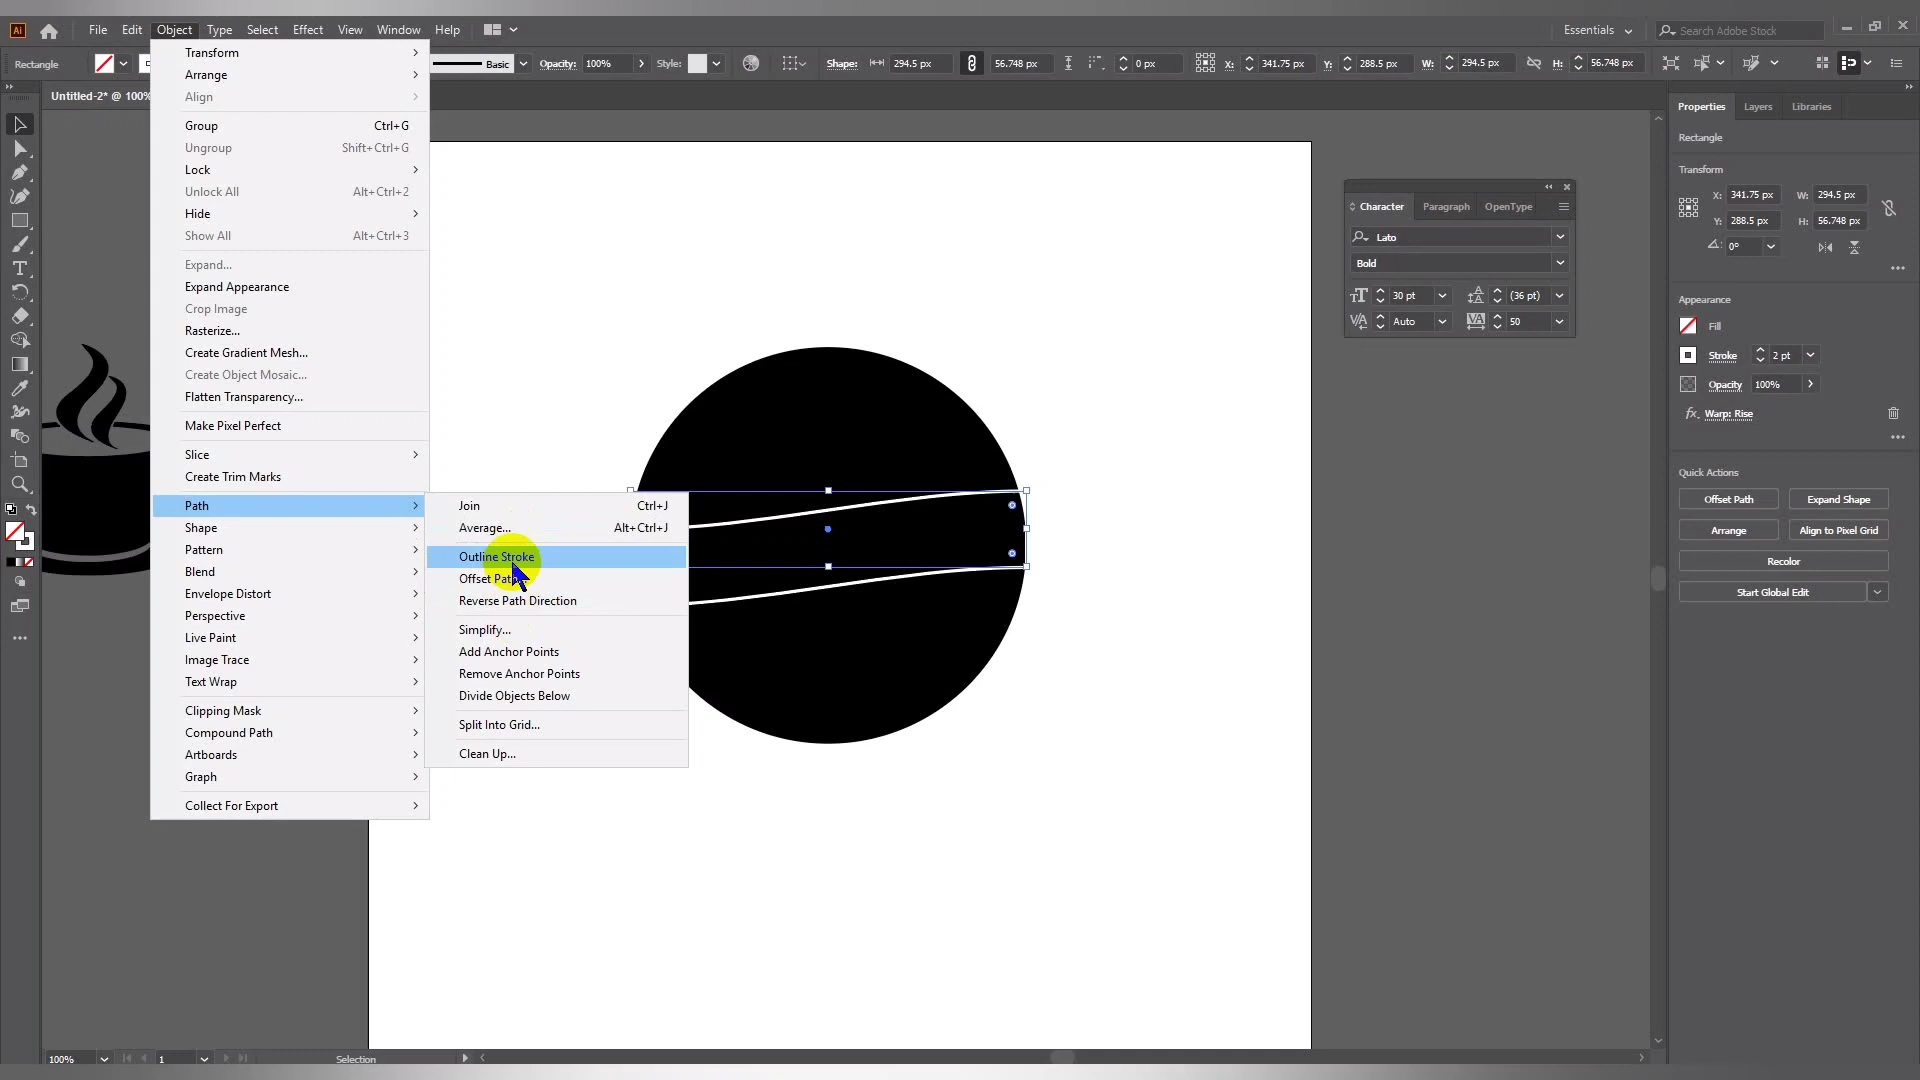 Ai File Edit Object Type Select Effect View Window Help Essentials Search Adobe Stock
Rectangle Basic Opacity: 100% Style: Shape: 294.5 px 56.748 px 0 px X: 341.75 px Y: 288.5 px W: 294.5 px H: 56.748 px
Untitled-2* @ 100%
Transform
Arrange
Align
Group Ctrl+G
Ungroup Shift+Ctrl+G
Lock
Unlock All Alt+Ctrl+2
Hide
Show All Alt+Ctrl+3
Expand...
Expand Appearance
Crop Image
Rasterize...
Create Gradient Mesh...
Create Object Mosaic...
Flatten Transparency...
Make Pixel Perfect
Slice
Create Trim Marks
Path
Shape
Pattern
Blend
Envelope Distort
Perspective
Live Paint
Image Trace
Text Wrap
Clipping Mask
Compound Path
Artboards
Graph
Collect For Export
Join Ctrl+J
Average... Alt+Ctrl+J
Outline Stroke
Offset Path...
Reverse Path Direction
Simplify...
Add Anchor Points
Remove Anchor Points
Divide Objects Below
Split Into Grid...
Clean Up...
Character Paragraph OpenType
Lato
Bold
30 pt (36 pt)
Auto 50
Properties Layers Libraries
Rectangle
Transform
X: 341.75 px W: 294.5 px
Y: 288.5 px H: 56.748 px
0°
Appearance
Fill
Stroke 2 pt
Opacity 100%
fx Warp: Rise
Quick Actions
Offset Path Expand Shape
Arrange Align to Pixel Grid
Recolor
Start Global Edit
100% 1 Selection